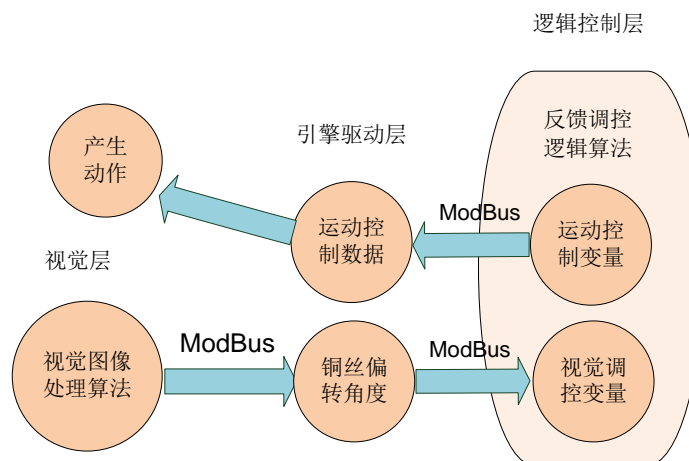 逻辑控制层
反馈调控
逻辑算法
引擎驱动层
产生
动作
ModBus
运动控
制数据
运动控
制变量
视觉层
ModBus
ModBus
视觉图像
处理算法
铜丝偏
转角度
视觉调
控变量